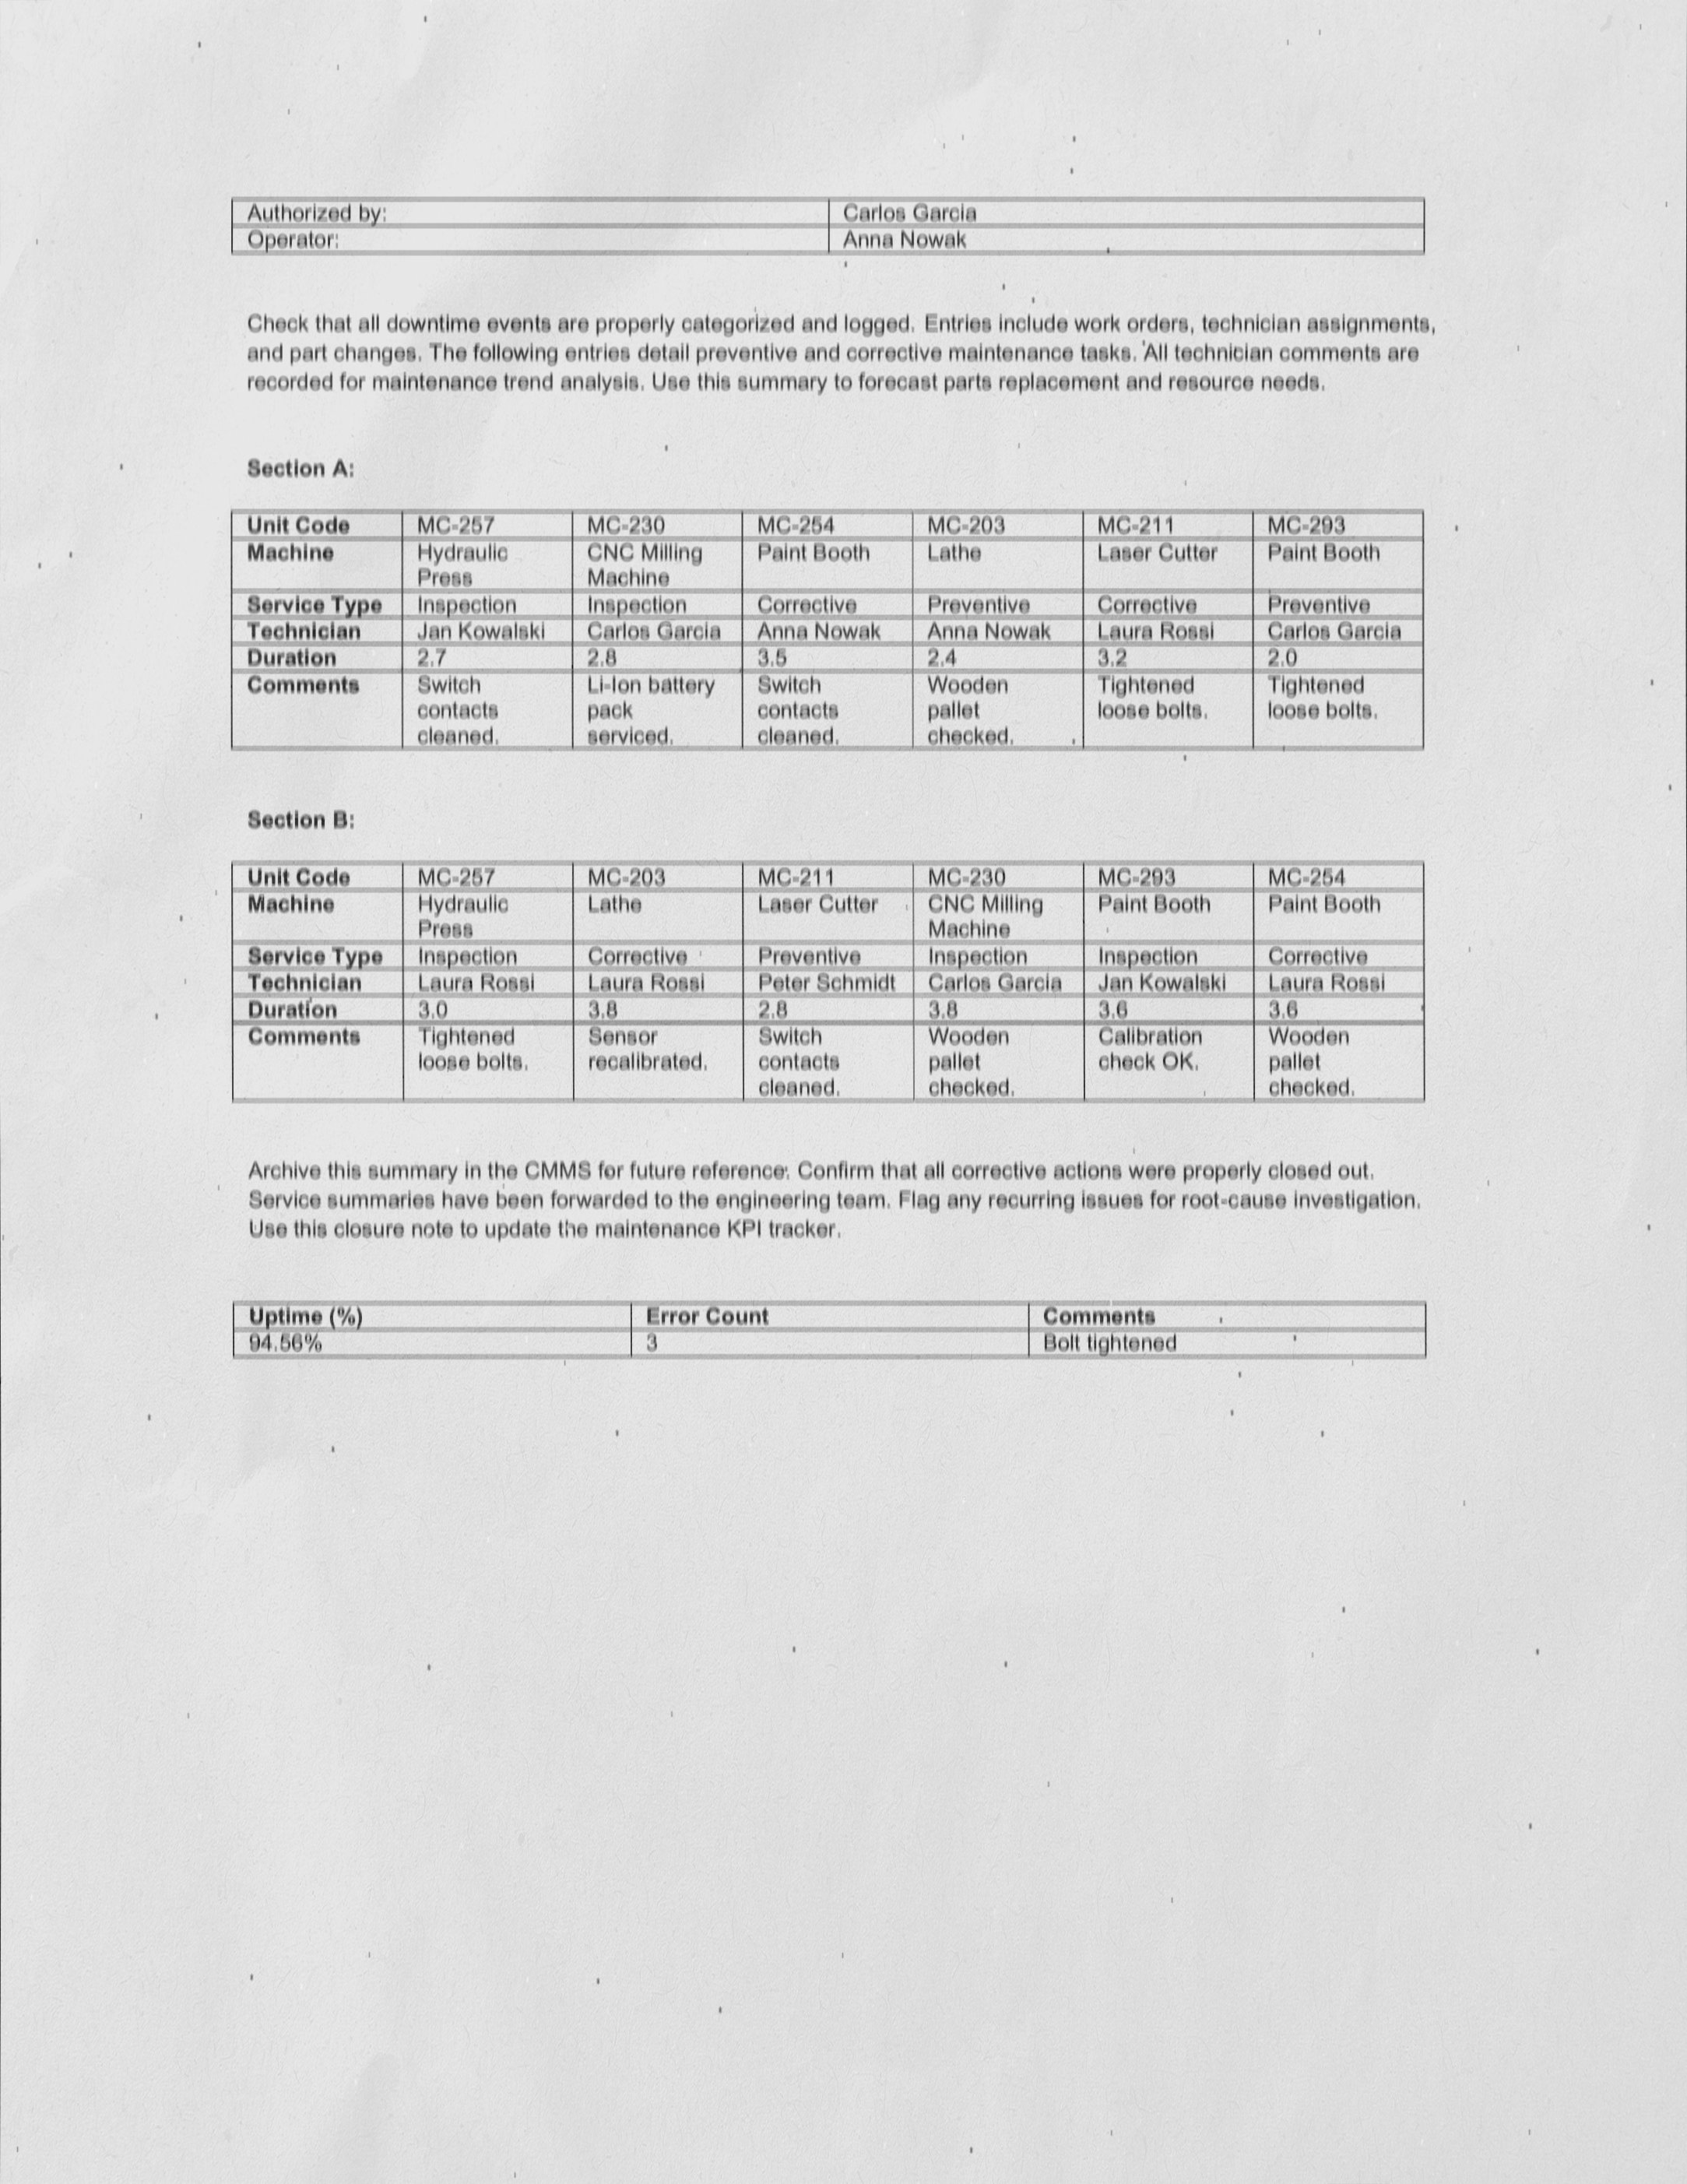 Authorized by: Carlos Garcia
Operator: Anna Nowak
Check that all downtime events are properly categorized and logged. Entries include work orders, technician assignments,
and part changes. The following entries detail preventive and corrective maintenance tasks. All technician comments are
recorded for maintenance trend analysis. Use this summary to forecast parts replacement and resource needs.
Section A:
Unit Code MC-257 MC-230 MC-254 MC-203 MC-211 MC-293
Machine Hydraulic CNC Milling Paint Booth Lathe Laser Cutter Paint Booth
Press Machine
Service Type Inspection Inspection Corrective Preventive Corrective Preventive
Technician Jan Kowalski Carlos Garcia Anna Nowak Anna Nowak Laura Rossi Carlos Garcia
Duration 2.7 2.8 3.5 2.4 3.2 2.0
Comments Switch Li-Ion battery Switch Wooden Tightened Tightened
contacts pack contacts pallet loose bolts. loose bolts.
cleaned. serviced. cleaned. checked.
Section B:
Unit Code MC-257 MC-203 MC-211 MC-230 MC-293 MC-254
Machine Hydraulic Lathe Laser Cutter CNC Milling Paint Booth Paint Booth
Press Machine
Service Type Inspection Corrective Preventive Inspection Inspection Corrective
Technician Laura Rossi Laura Rossi Peter Schmidt Carlos Garcia Jan Kowalski Laura Rossi
Duration 3.0 3.8 2.8 3.8 3.6 3.6
Comments Tightened Sensor Switch Wooden Calibration Wooden
loose bolts. recalibrated. contacts pallet check OK. pallet
cleaned. checked. checked.
Archive this summary in the CMMS for future reference. Confirm that all corrective actions were properly closed out.
Service summaries have been forwarded to the engineering team. Flag any recurring issues for root-cause investigation.
Use this closure note to update the maintenance KPI tracker.
Uptime (%) Error Count Comments
94.56% 3 Bolt tightened